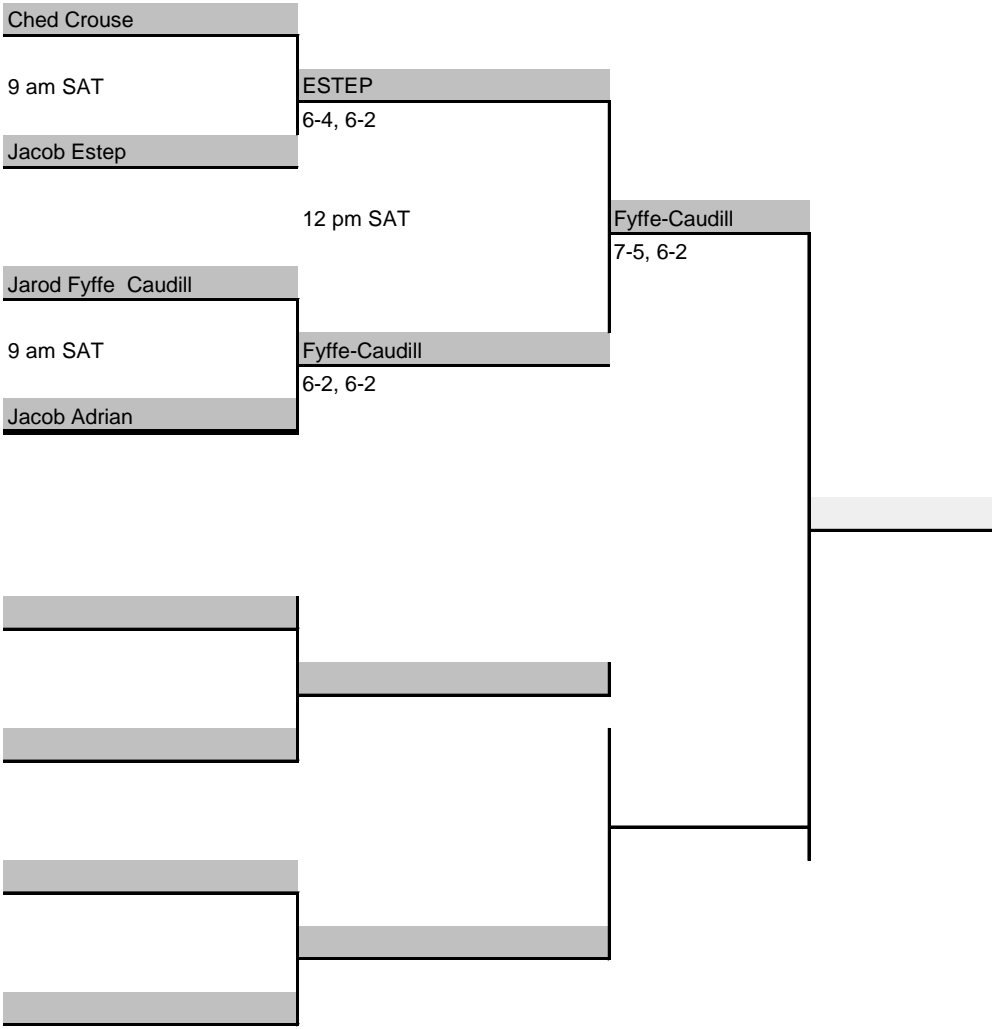 Ched Crouse
9 am SAT
ESTEP
6-4, 6-2
Jacob Estep
12 pm SAT
Fyffe-Caudill
7-5, 6-2
Jarod Fyffe  Caudill
9 am SAT
Fyffe-Caudill
6-2, 6-2
Jacob Adrian